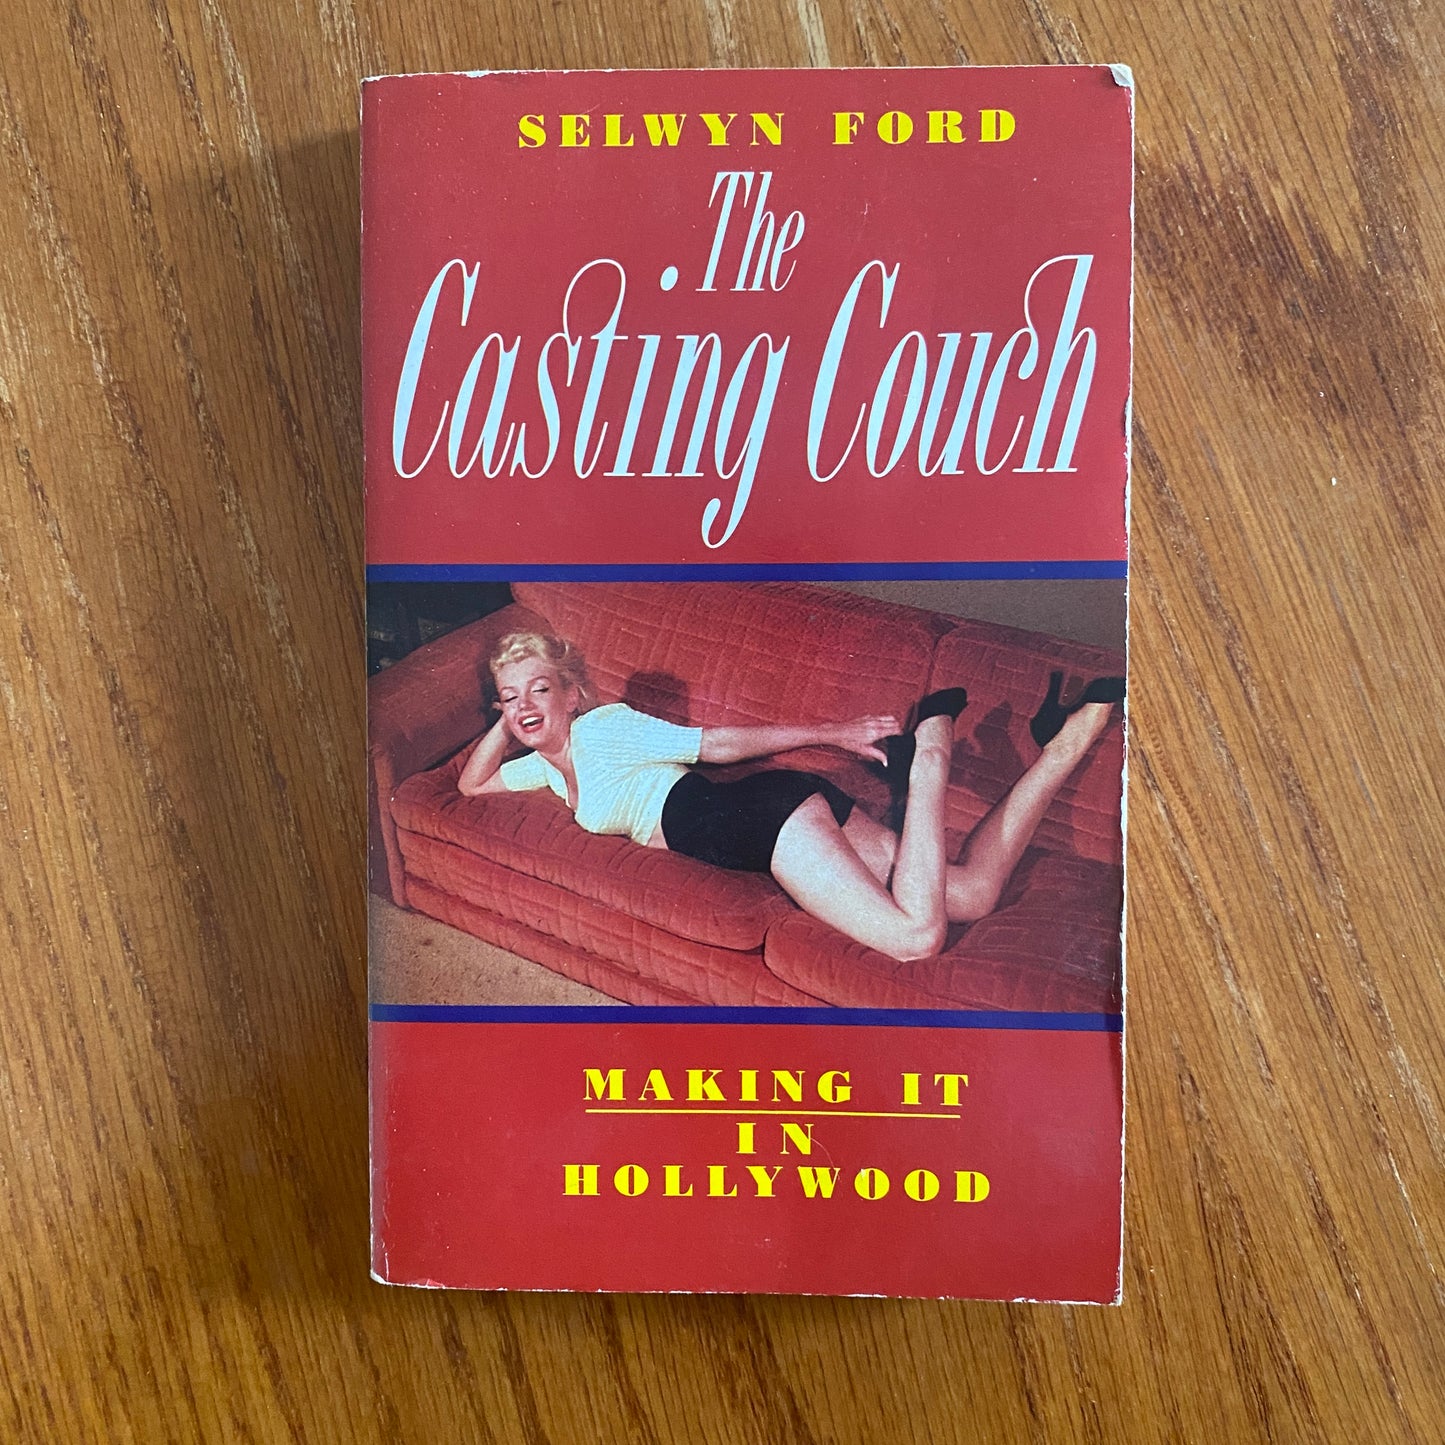 SELWYN FORD
The
Casting Couch
MAKING IT
IN
HOLLYWOOD